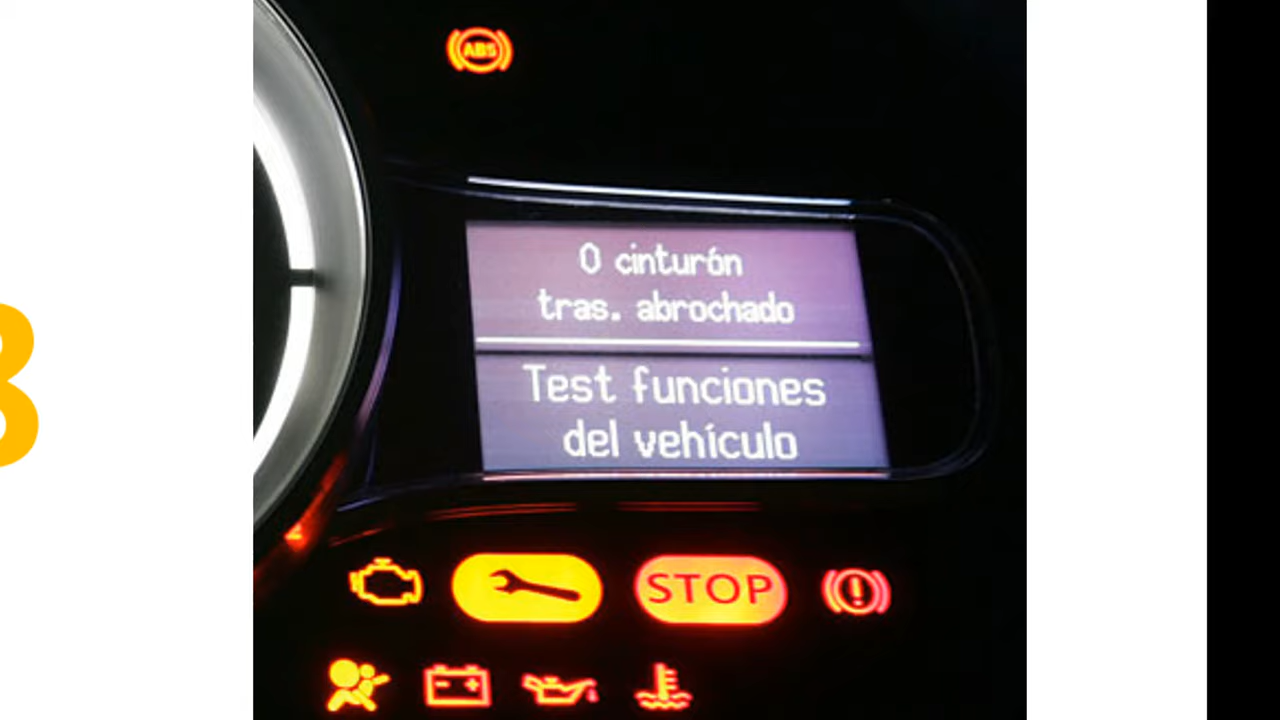 ABS
0 cinturón
tras. abrochado
Test funciones
del vehículo
STOP